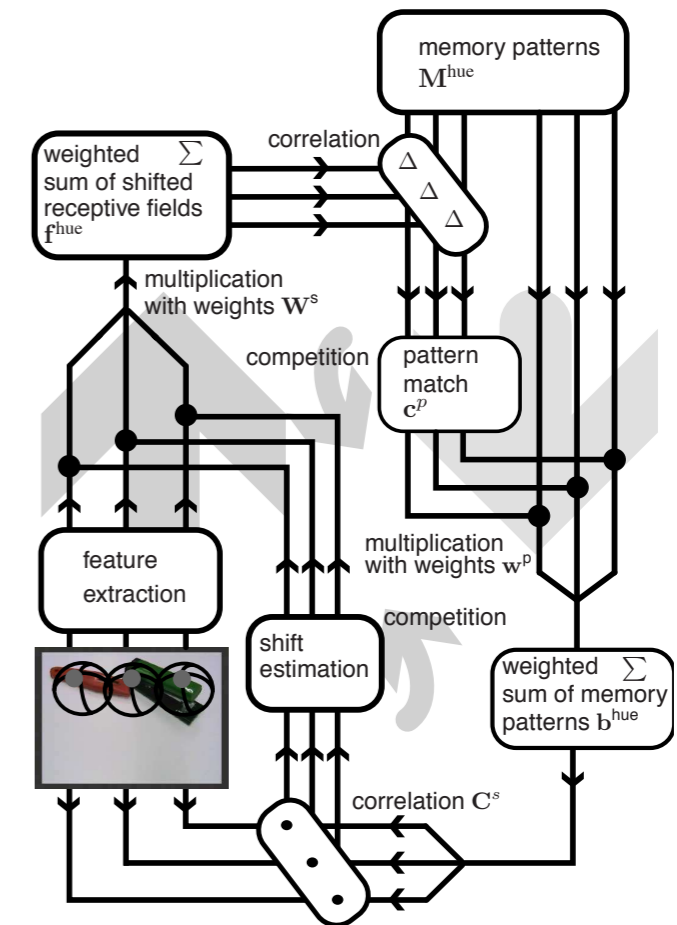 memory patterns
M^hue
correlation
weighted ∑
sum of shifted
receptive fields
f^hue
Δ
Δ
Δ
multiplication
with weights W^s
competition
pattern
match
c^p
feature
extraction
multiplication
with weights w^p
shift
estimation
competition
weighted ∑
sum of memory
patterns b^hue
correlation C^s